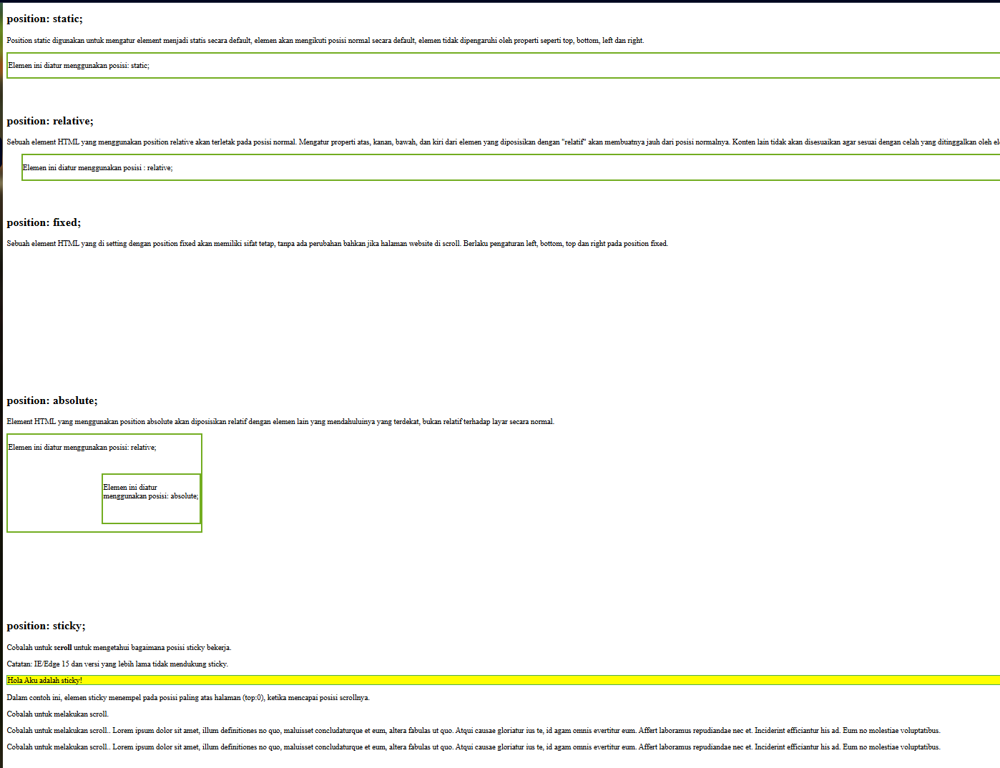 position: static;
Position static digunakan untuk mengatur element menjadi statis secara default, elemen akan mengikuti posisi normal secara default, elemen tidak dipengaruhi oleh properti seperti top, bottom, left dan right.
Elemen ini diatur menggunakan posisi: static;
position: relative;
Sebuah element HTML yang menggunakan position relative akan terletak pada posisi normal. Mengatur properti atas, kanan, bawah, dan kiri dari elemen yang diposisikan dengan "relatif" akan membuatnya jauh dari posisi normalnya. Konten lain tidak akan disesuaikan agar sesuai dengan celah yang ditinggalkan oleh el
Elemen ini diatur menggunakan posisi : relative;
position: fixed;
Sebuah element HTML yang di setting dengan position fixed akan memiliki sifat tetap, tanpa ada perubahan bahkan jika halaman website di scroll. Berlaku pengaturan left, bottom, top dan right pada position fixed.
position: absolute;
Element HTML yang menggunakan position absolute akan diposisikan relatif dengan elemen lain yang mendahuluinya yang terdekat, bukan relatif terhadap layar secara normal.
Elemen ini diatur menggunakan posisi: relative;
Elemen ini diatur
menggunakan posisi: absolute;
position: sticky;
Cobalah untuk scroll untuk mengetahui bagaimana posisi sticky bekerja.
Catatan: IE/Edge 15 dan versi yang lebih lama tidak mendukung sticky.
Hola Aku adalah sticky!
Dalam contoh ini, elemen sticky menempel pada posisi paling atas halaman (top:0), ketika mencapai posisi scrollnya.
Cobalah untuk melakukan scroll.
Cobalah untuk melakukan scroll.. Lorem ipsum dolor sit amet, illum definitiones no quo, maluisset concludaturque et eum, altera fabulas ut quo. Atqui causae gloriatur ius te, id agam omnis evertitur eum. Affert laboramus repudiandae nec et. Inciderint efficiantur his ad. Eum no molestiae voluptatibus.
Cobalah untuk melakukan scroll.. Lorem ipsum dolor sit amet, illum definitiones no quo, maluisset concludaturque et eum, altera fabulas ut quo. Atqui causae gloriatur ius te, id agam omnis evertitur eum. Affert laboramus repudiandae nec et. Inciderint efficiantur his ad. Eum no molestiae voluptatibus.